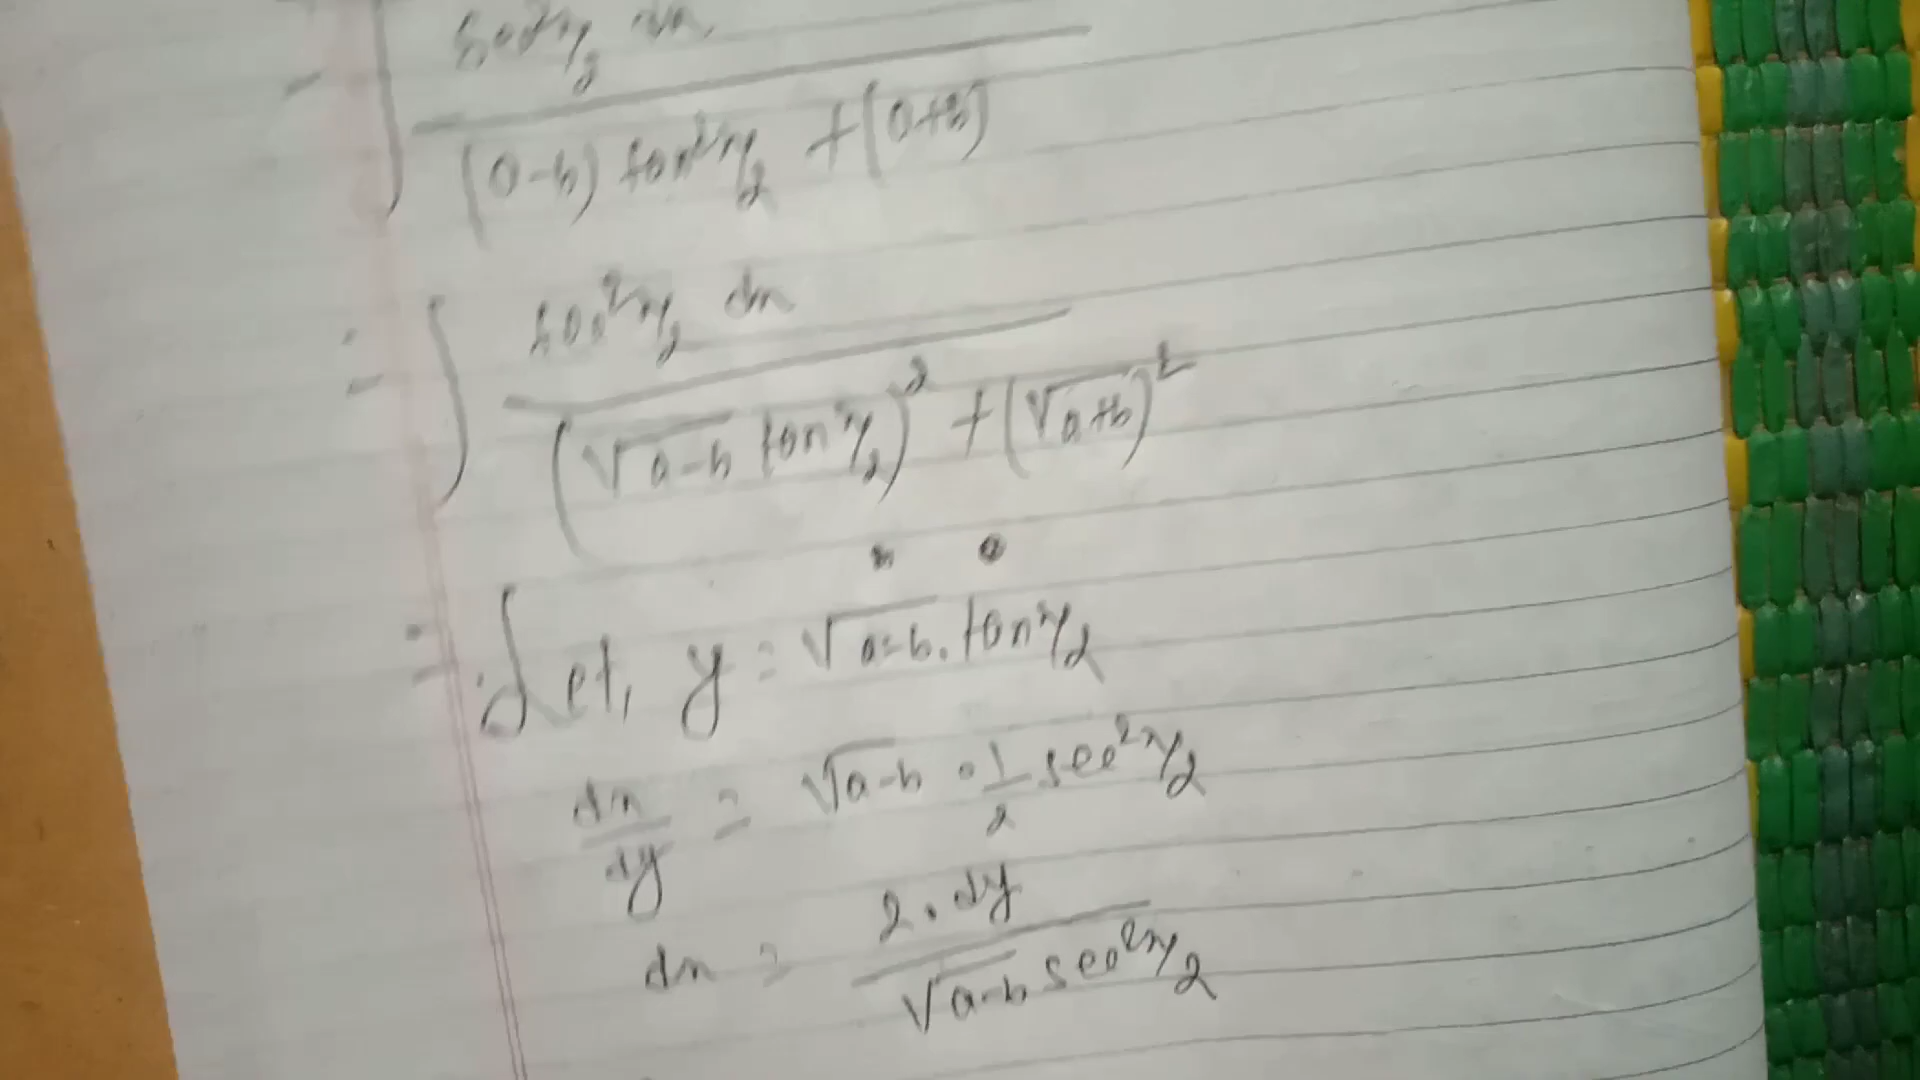 = ∫ sec²x/2 dx / (a-b) tan²x/2 + (a+b)
= ∫ sec²x/2 dx / (√a-b tan x/2)² + (√a+b)²
= Let, y = √a-b. tan x/2
dx/dy = √a-b . 1/2 sec²x/2
dx = 2.dy / √a-b sec²x/2